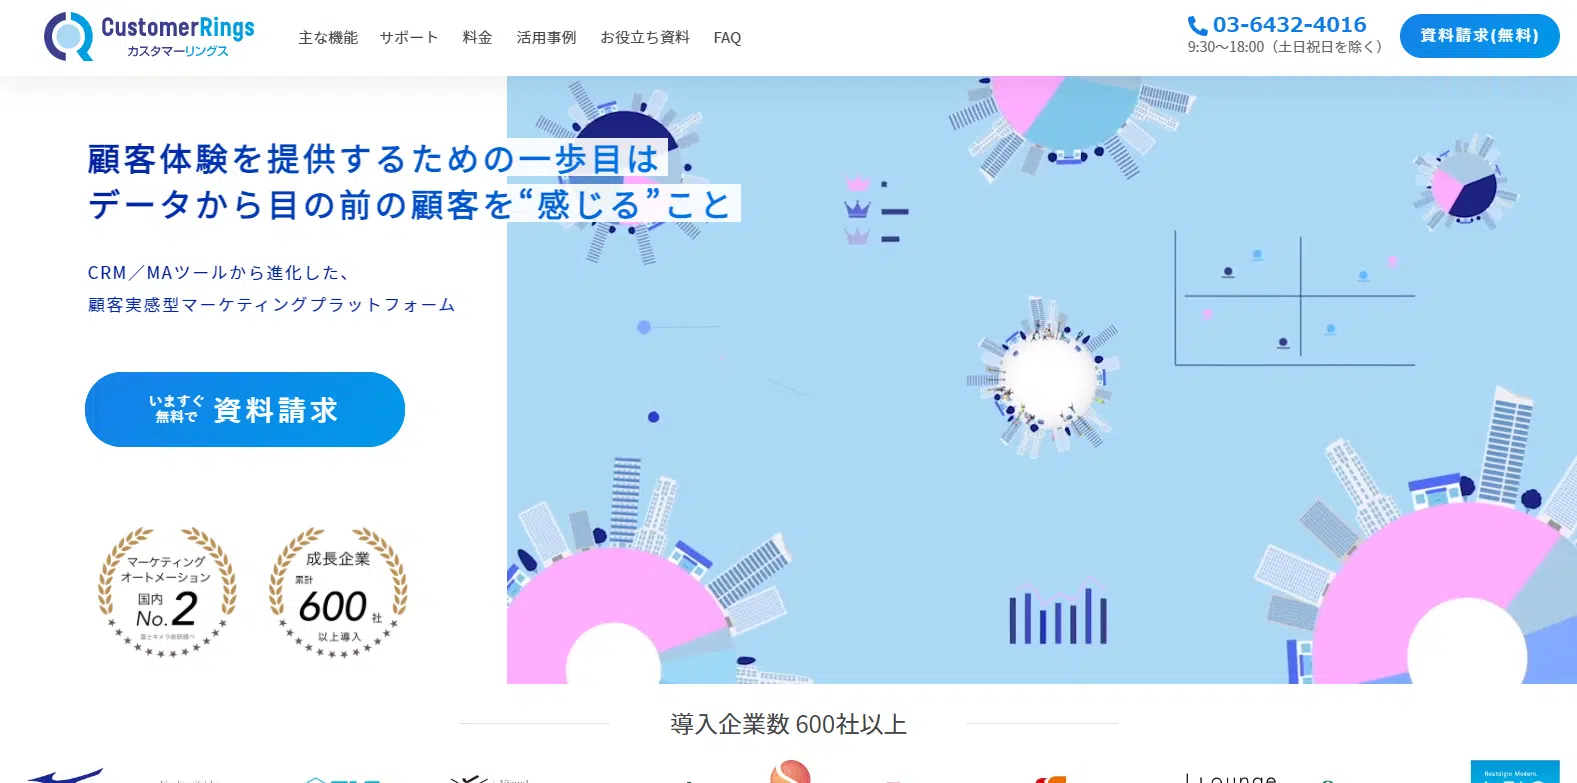 CustomerRings
カスタマーリングス
主な機能 サポート 料金 活用事例 お役立ち資料 FAQ
03-6432-4016
9:30～18:00（土日祝日を除く）
資料請求(無料)
顧客体験を提供するための一歩目は
データから目の前の顧客を“感じる”こと
CRM／MAツールから進化した、
顧客実感型マーケティングプラットフォーム
いますぐ
無料で
資料請求
マーケティング
オートメーション
国内
No.2
富士キメラ総研調べ
成長企業
累計
600社
以上導入
導入企業数 600社以上
Lounge
Nostalgie Modern.